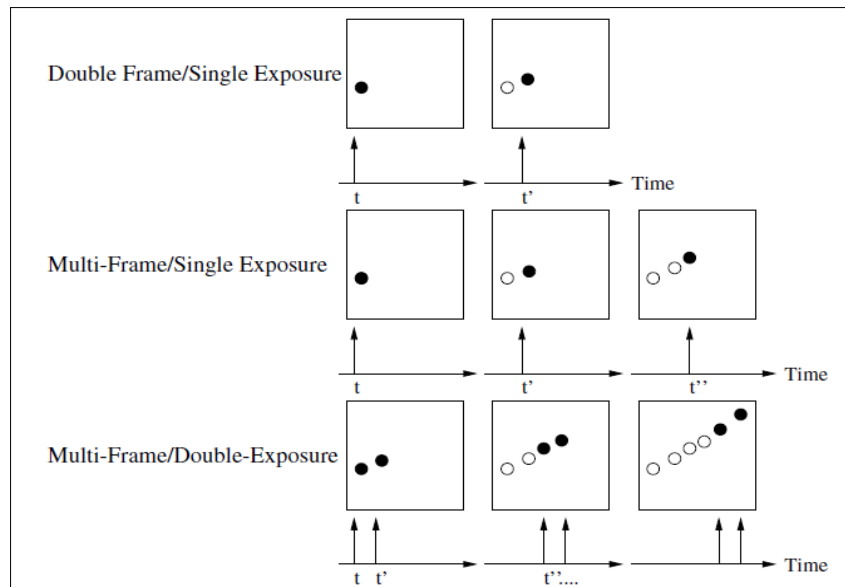 Double Frame/Single Exposure
t t’ Time
Multi-Frame/Single Exposure
t t’ t’’ Time
Multi-Frame/Double-Exposure
t t’ t’’.... Time